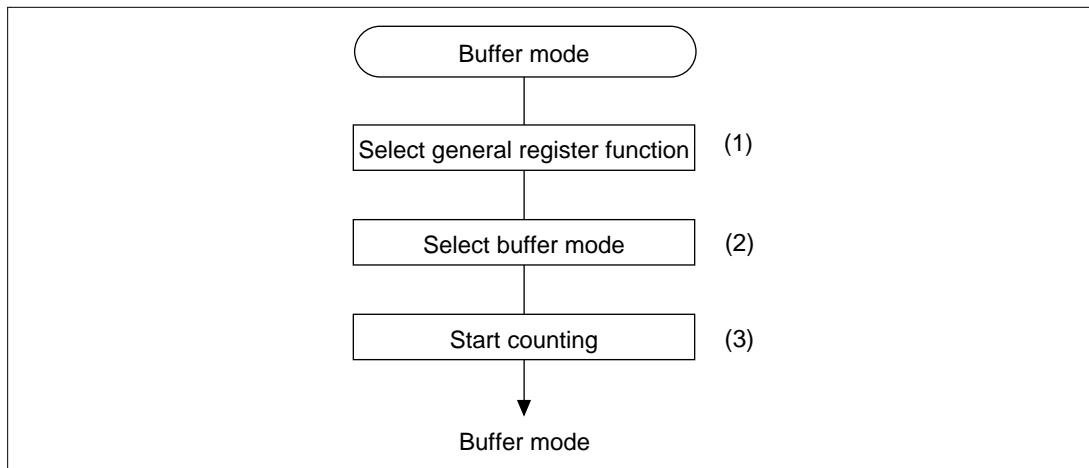 Buffer mode
Select general register function (1)
Select buffer mode (2)
Start counting (3)
Buffer mode